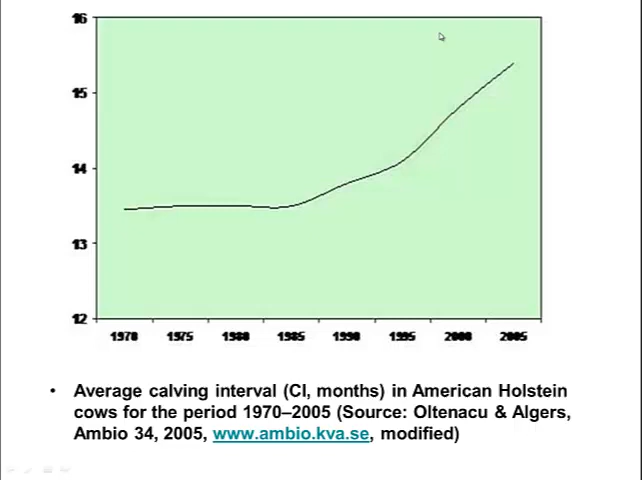 16
15
14
13
12
1970 1975 1980 1985 1990 1995 2000 2005
• Average calving interval (CI, months) in American Holstein
cows for the period 1970–2005 (Source: Oltenacu & Algers,
Ambio 34, 2005, www.ambio.kva.se, modified)